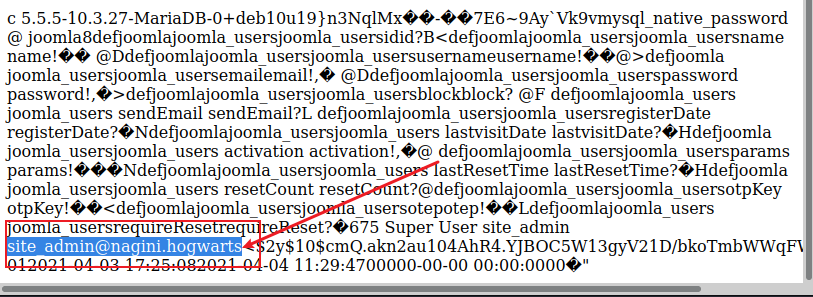 c 5.5.5-10.3.27-MariaDB-0+deb10u19}n3NqlMx��-��7E6~9Ay`Vk9vmysql_native_password
@ joomla8defjoomlajoomla_usersjoomla_usersidid?B<defjoomlajoomla_usersjoomla_usersname
name!�� @Ddefjoomlajoomla_usersjoomla_usersusernameusername!��@>defjoomla
joomla_usersjoomla_usersemailemail!,� @Ddefjoomlajoomla_usersjoomla_userspassword
password!,�>defjoomlajoomla_usersjoomla_usersblockblock? @F defjoomlajoomla_users
joomla_users sendEmail sendEmail?L defjoomlajoomla_usersjoomla_usersregisterDate
registerDate?�Ndefjoomlajoomla_usersjoomla_users lastvisitDate lastvisitDate?�Hdefjoomla
joomla_usersjoomla_users activation activation!,�@ defjoomlajoomla_usersjoomla_usersparams
params!���Ndefjoomlajoomla_usersjoomla_users lastResetTime lastResetTime?�Hdefjoomla
joomla_usersjoomla_users resetCount resetCount?@defjoomlajoomla_usersjoomla_usersotpKey
otpKey!��<defjoomlajoomla_usersjoomla_usersotepotep!��Ldefjoomlajoomla_users
joomla_usersrequireResetrequireReset?�675 Super User site_admin
site_admin@nagini.hogwarts<$2y$10$cmQ.akn2au104AhR4.YJBOC5W13gyV21D/bkoTmbWWqFW
012021-04-03 17:25:082021-04-04 11:29:4700000-00-00 00:00:0000�"